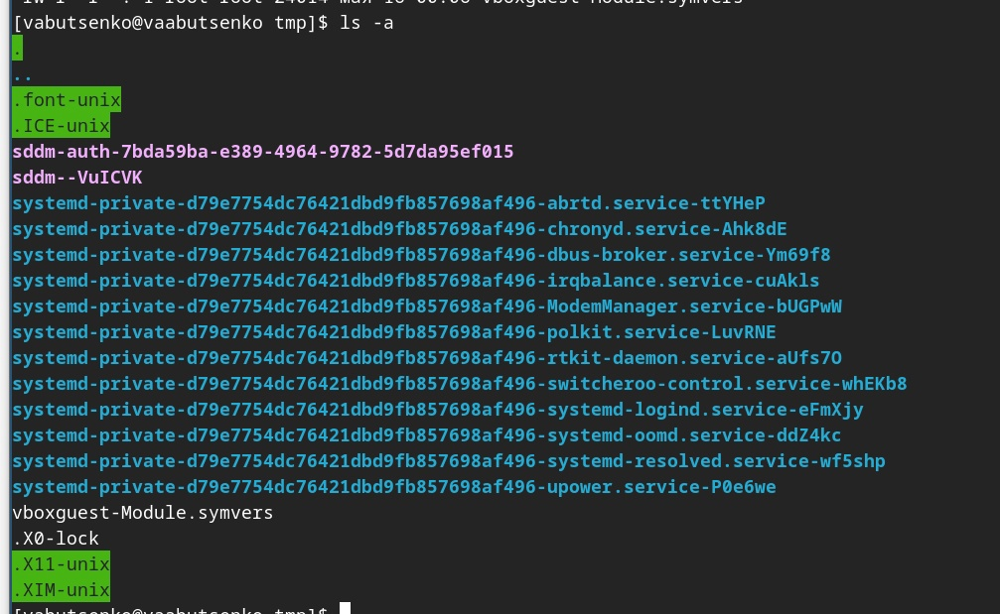 [vabutsenko@vaabutsenko tmp]$ ls -a
.
..
.font-unix
.ICE-unix
sddm-auth-7bda59ba-e389-4964-9782-5d7da95ef015
sddm--VuICVK
systemd-private-d79e7754dc76421dbd9fb857698af496-abrtd.service-ttYHeP
systemd-private-d79e7754dc76421dbd9fb857698af496-chronyd.service-Ahk8dE
systemd-private-d79e7754dc76421dbd9fb857698af496-dbus-broker.service-Ym69f8
systemd-private-d79e7754dc76421dbd9fb857698af496-irqbalance.service-cuAkls
systemd-private-d79e7754dc76421dbd9fb857698af496-ModemManager.service-bUGPwW
systemd-private-d79e7754dc76421dbd9fb857698af496-polkit.service-LuvRNE
systemd-private-d79e7754dc76421dbd9fb857698af496-rtkit-daemon.service-aUfs7O
systemd-private-d79e7754dc76421dbd9fb857698af496-switcheroo-control.service-whEKb8
systemd-private-d79e7754dc76421dbd9fb857698af496-systemd-logind.service-eFmXjy
systemd-private-d79e7754dc76421dbd9fb857698af496-systemd-oomd.service-ddZ4kc
systemd-private-d79e7754dc76421dbd9fb857698af496-systemd-resolved.service-wf5shp
systemd-private-d79e7754dc76421dbd9fb857698af496-upower.service-P0e6we
vboxguest-Module.symvers
.X0-lock
.X11-unix
.XIM-unix
[vabutsenko@vaabutsenko tmp]$